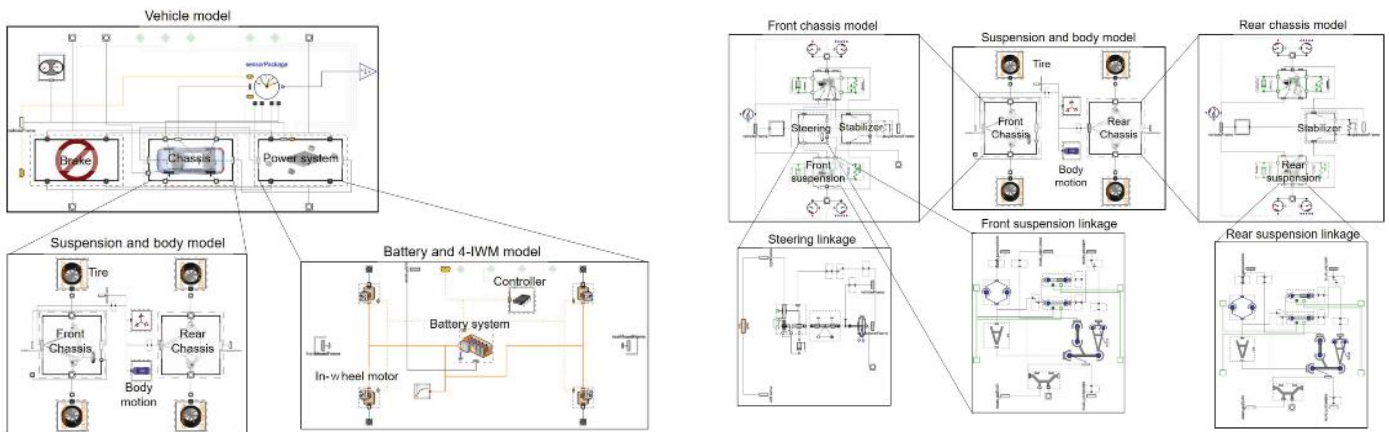 Vehicle model
sensorPackage
Brake
Chassis
Power system
Suspension and body model
Tire
Front
Chassis
Rear
Chassis
Body
motion
Battery and 4-IWM model
Controller
Battery system
In-wheel motor
Front chassis model
Steering
Stabilizer
Front
suspension
Suspension and body model
Tire
Front
Chassis
Rear
Chassis
Body
motion
Rear chassis model
Stabilizer
Rear
suspension
Steering linkage
Front suspension linkage
Rear suspension linkage